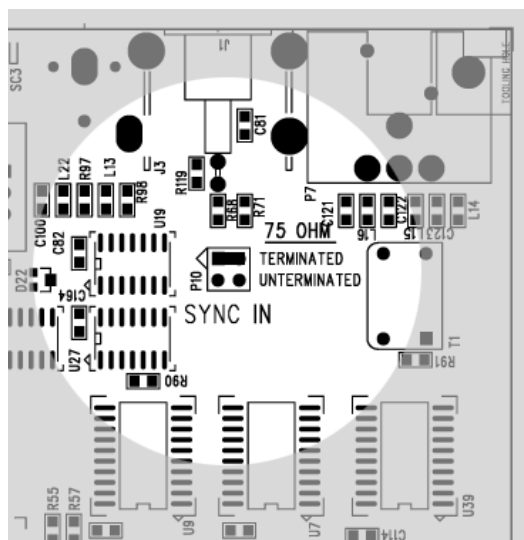 J1
SC3
TOOLING HOLE
C81
L22
R97
L13
R98
J3
R119
P7
C100
C82
U19
R68
R71
C121
L16
C122
L15
C123
L14
75 OHM
D22
C164
P10
TERMINATED
UNTERMINATED
SYNC IN
U27
T1
R91
R90
R55
R57
U9
U7
U39
C114